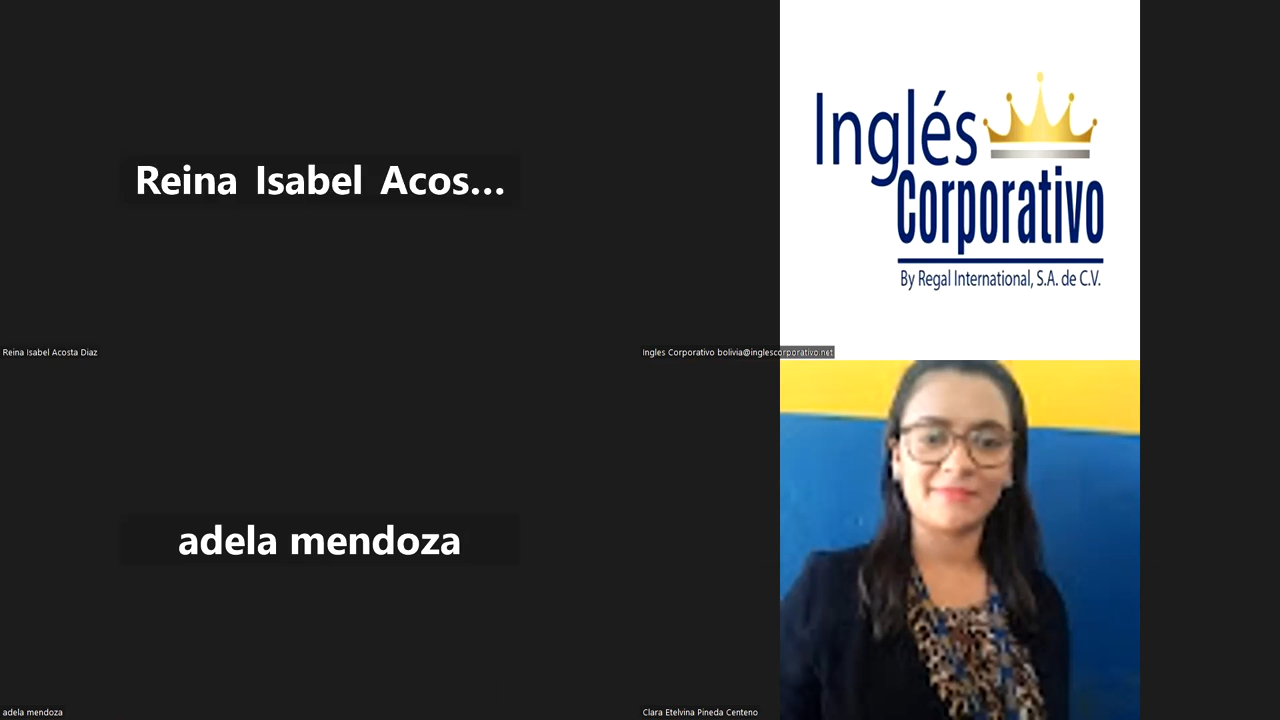 Reina Isabel Acos...
Reina Isabel Acosta Diaz
Inglés
Corporativo
By Regal International, S.A. de C.V.
Ingles Corporativo bolivia@inglescorporativo.net
adela mendoza
adela mendoza
Clara Etelvina Pineda Centeno